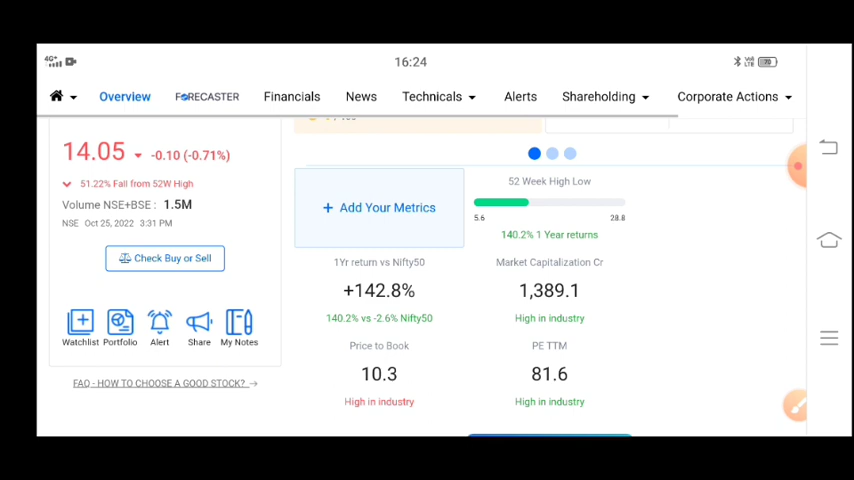 4G+ 16:24 70
Overview FORECASTER Financials News Technicals Alerts Shareholding Corporate Actions
14.05 -0.10 (-0.71%)
51.22% Fall from 52W High
Volume NSE+BSE : 1.5M
NSE Oct 25, 2022 3:31 PM
Check Buy or Sell
Watchlist Portfolio Alert Share My Notes
FAQ - HOW TO CHOOSE A GOOD STOCK?
+ Add Your Metrics
52 Week High Low
5.6 28.8
140.2% 1 Year returns
1Yr return vs Nifty50
+142.8%
140.2% vs -2.6% Nifty50
Market Capitalization Cr
1,389.1
High in industry
Price to Book
10.3
High in industry
PE TTM
81.6
High in industry